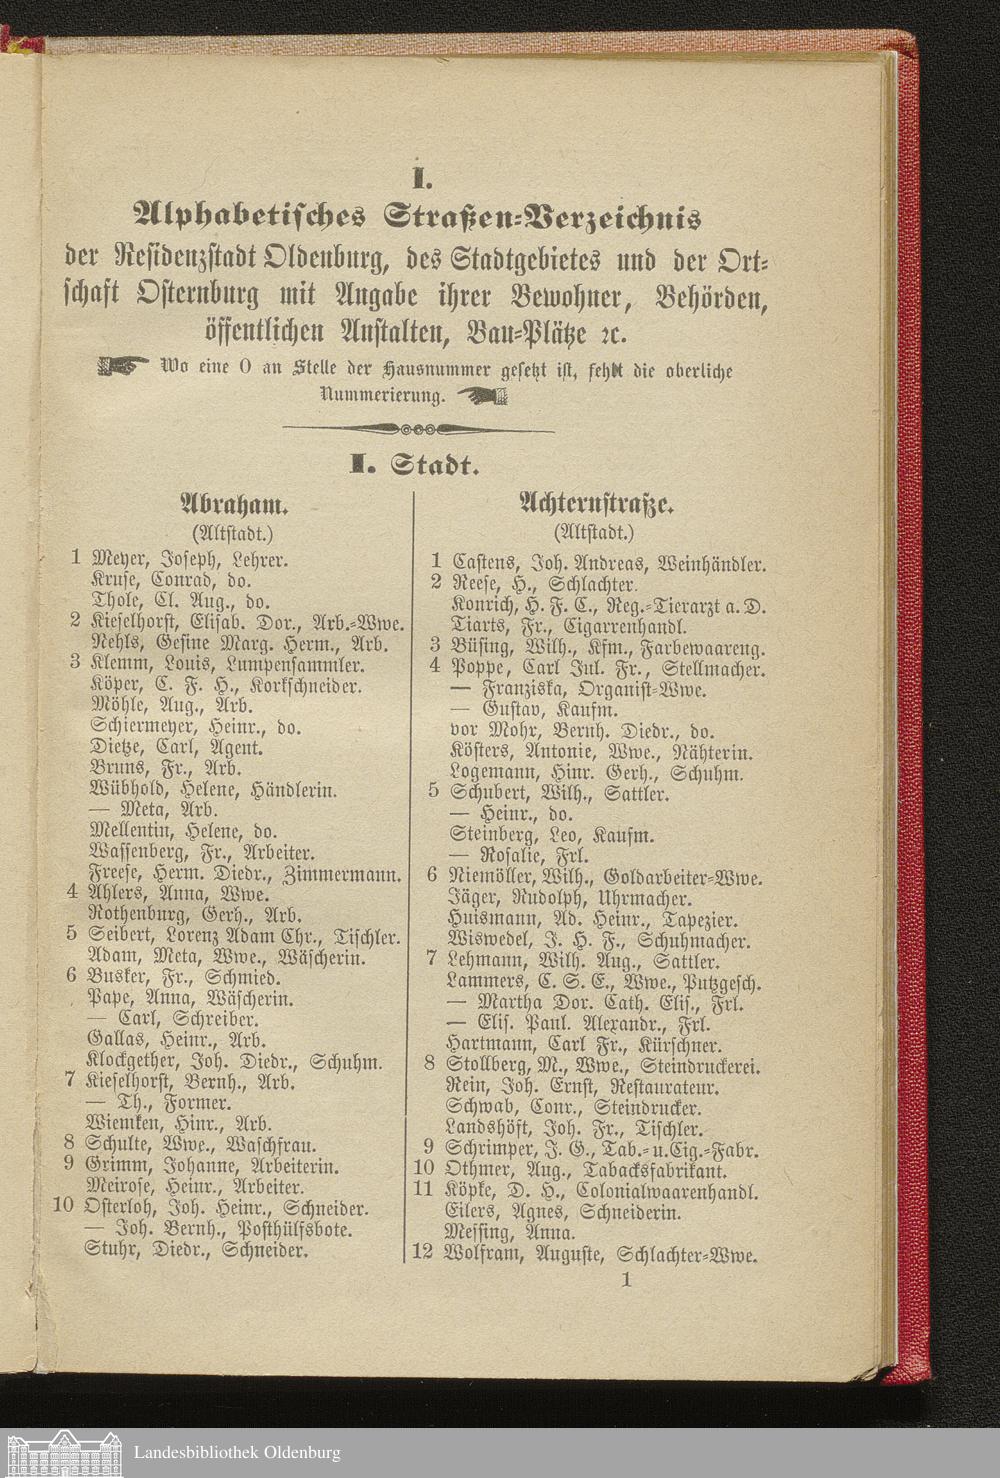 I.
Alphabetisches Straßen-Verzeichnis
der Residenzstadt Oldenburg, des Stadtgebietes und der Ort-
schaft Osternburg mit Angabe ihrer Bewohner, Behörden,
öffentlichen Anstalten, Bau-Plätze ꝛc.
Wo eine O an Stelle der Hausnummer gesetzt ist, fehlt die oberliche
Nummerierung.
I. Stadt.
Abraham.
(Altstadt.)
1 Meyer, Joseph, Lehrer.
Kruse, Conrad, do.
Thole, Cl. Aug., do.
2 Kieselhorst, Elisab. Dor., Arb.-Wwe.
Nehls, Gesine Marg. Herm., Arb.
3 Klemm, Louis, Lumpensammler.
Köper, C. F. H., Korkschneider.
Möhle, Aug., Arb.
Schiermeyer, Heinr., do.
Dietze, Carl, Agent.
Bruns, Fr., Arb.
Wübhold, Helene, Händlerin.
— Meta, Arb.
Mellentin, Helene, do.
Wassenberg, Fr., Arbeiter.
Freese, Herm. Diedr., Zimmermann.
4 Ahlers, Anna, Wwe.
Rothenburg, Gerh., Arb.
5 Seibert, Lorenz Adam Chr., Tischler.
Adam, Meta, Wwe., Wäscherin.
6 Busker, Fr., Schmied.
Pape, Anna, Wäscherin.
— Carl, Schreiber.
Gallas, Heinr., Arb.
Klockgether, Joh. Diedr., Schuhm.
7 Kieselhorst, Bernh., Arb.
— Th., Former.
Wiemken, Hinr., Arb.
8 Schulte, Wwe., Waschfrau.
9 Grimm, Johanne, Arbeiterin.
Meirose, Heinr., Arbeiter.
10 Osterloh, Joh. Heinr., Schneider.
— Joh. Bernh., Posthülfsbote.
Stuhr, Diedr., Schneider.
Achternstraße.
(Altstadt.)
1 Castens, Joh. Andreas, Weinhändler.
2 Reese, H., Schlachter.
Konrich, H. F. C., Reg.-Tierarzt a. D.
Tiarts, Fr., Cigarrenhandl.
3 Büsing, Wilh., Kfm., Farbewaareng.
4 Poppe, Carl Jul. Fr., Stellmacher.
— Franziska, Organist-Wwe.
— Gustav, Kaufm.
vor Mohr, Bernh. Diedr., do.
Kösters, Antonie, Wwe., Nähterin.
Logemann, Hinr. Gerh., Schuhm.
5 Schubert, Wilh., Sattler.
— Heinr., do.
Steinberg, Leo, Kaufm.
— Rosalie, Frl.
6 Niemöller, Wilh., Goldarbeiter-Wwe.
Jäger, Rudolph, Uhrmacher.
Huismann, Ad. Heinr., Tapezier.
Wiswedel, J. H. F., Schuhmacher.
7 Lehmann, Wilh. Aug., Sattler.
Lammers, C. S. E., Wwe., Putzgesch.
— Martha Dor. Cath. Elis., Frl.
— Elis. Paul. Alexandr., Frl.
Hartmann, Carl Fr., Kürschner.
8 Stollberg, M., Wwe., Steindruckerei.
Rein, Joh. Ernst, Restaurateur.
Schwab, Conr., Steindrucker.
Landshöft, Joh. Fr., Tischler.
9 Schrimper, J. G., Tab.- u. Cig.-Fabr.
10 Othmer, Aug., Tabacksfabrikant.
11 Köpke, D. H., Colonialwaarenhandl.
Eilers, Agnes, Schneiderin.
Messing, Anna.
12 Wolfram, Auguste, Schlachter-Wwe.
1
Landesbibliothek Oldenburg